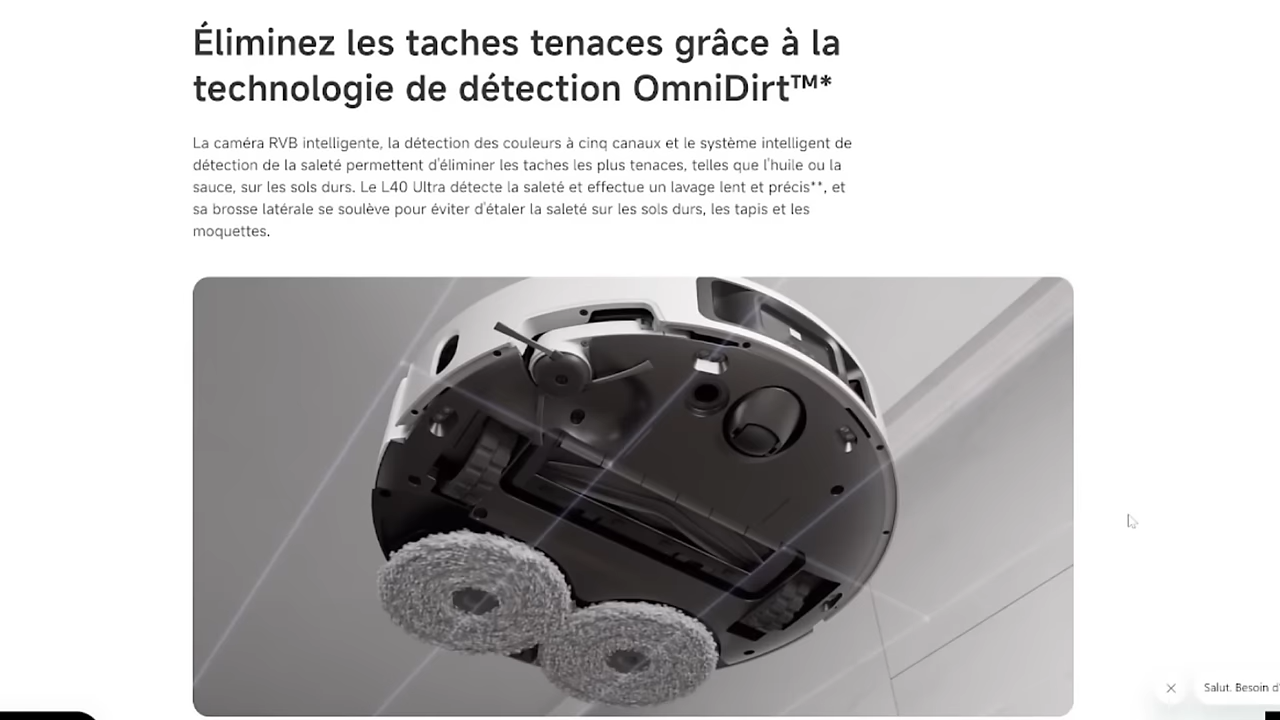 Éliminez les taches tenaces grâce à la
technologie de détection OmniDirt™*
La caméra RVB intelligente, la détection des couleurs à cinq canaux et le système intelligent de
détection de la saleté permettent d'éliminer les taches les plus tenaces, telles que l'huile ou la
sauce, sur les sols durs. Le L40 Ultra détecte la saleté et effectue un lavage lent et précis**, et
sa brosse latérale se soulève pour éviter d'étaler la saleté sur les sols durs, les tapis et les
moquettes.
Salut. Besoin d'